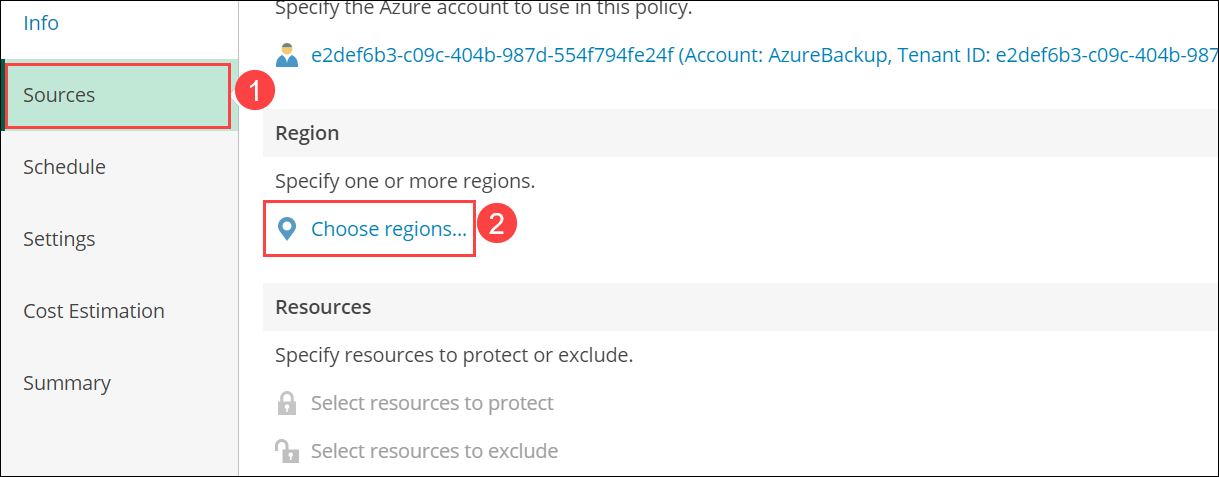 Specify the Azure account to use in this policy.
Info
e2def6b3-c09c-404b-987d-554f794fe24f (Account: AzureBackup, Tenant ID: e2def6b3-c09c-404b-987
Sources
1
Region
Schedule
Specify one or more regions.
Choose regions...
2
Settings
Resources
Cost Estimation
Specify resources to protect or exclude.
Summary
Select resources to protect
Select resources to exclude